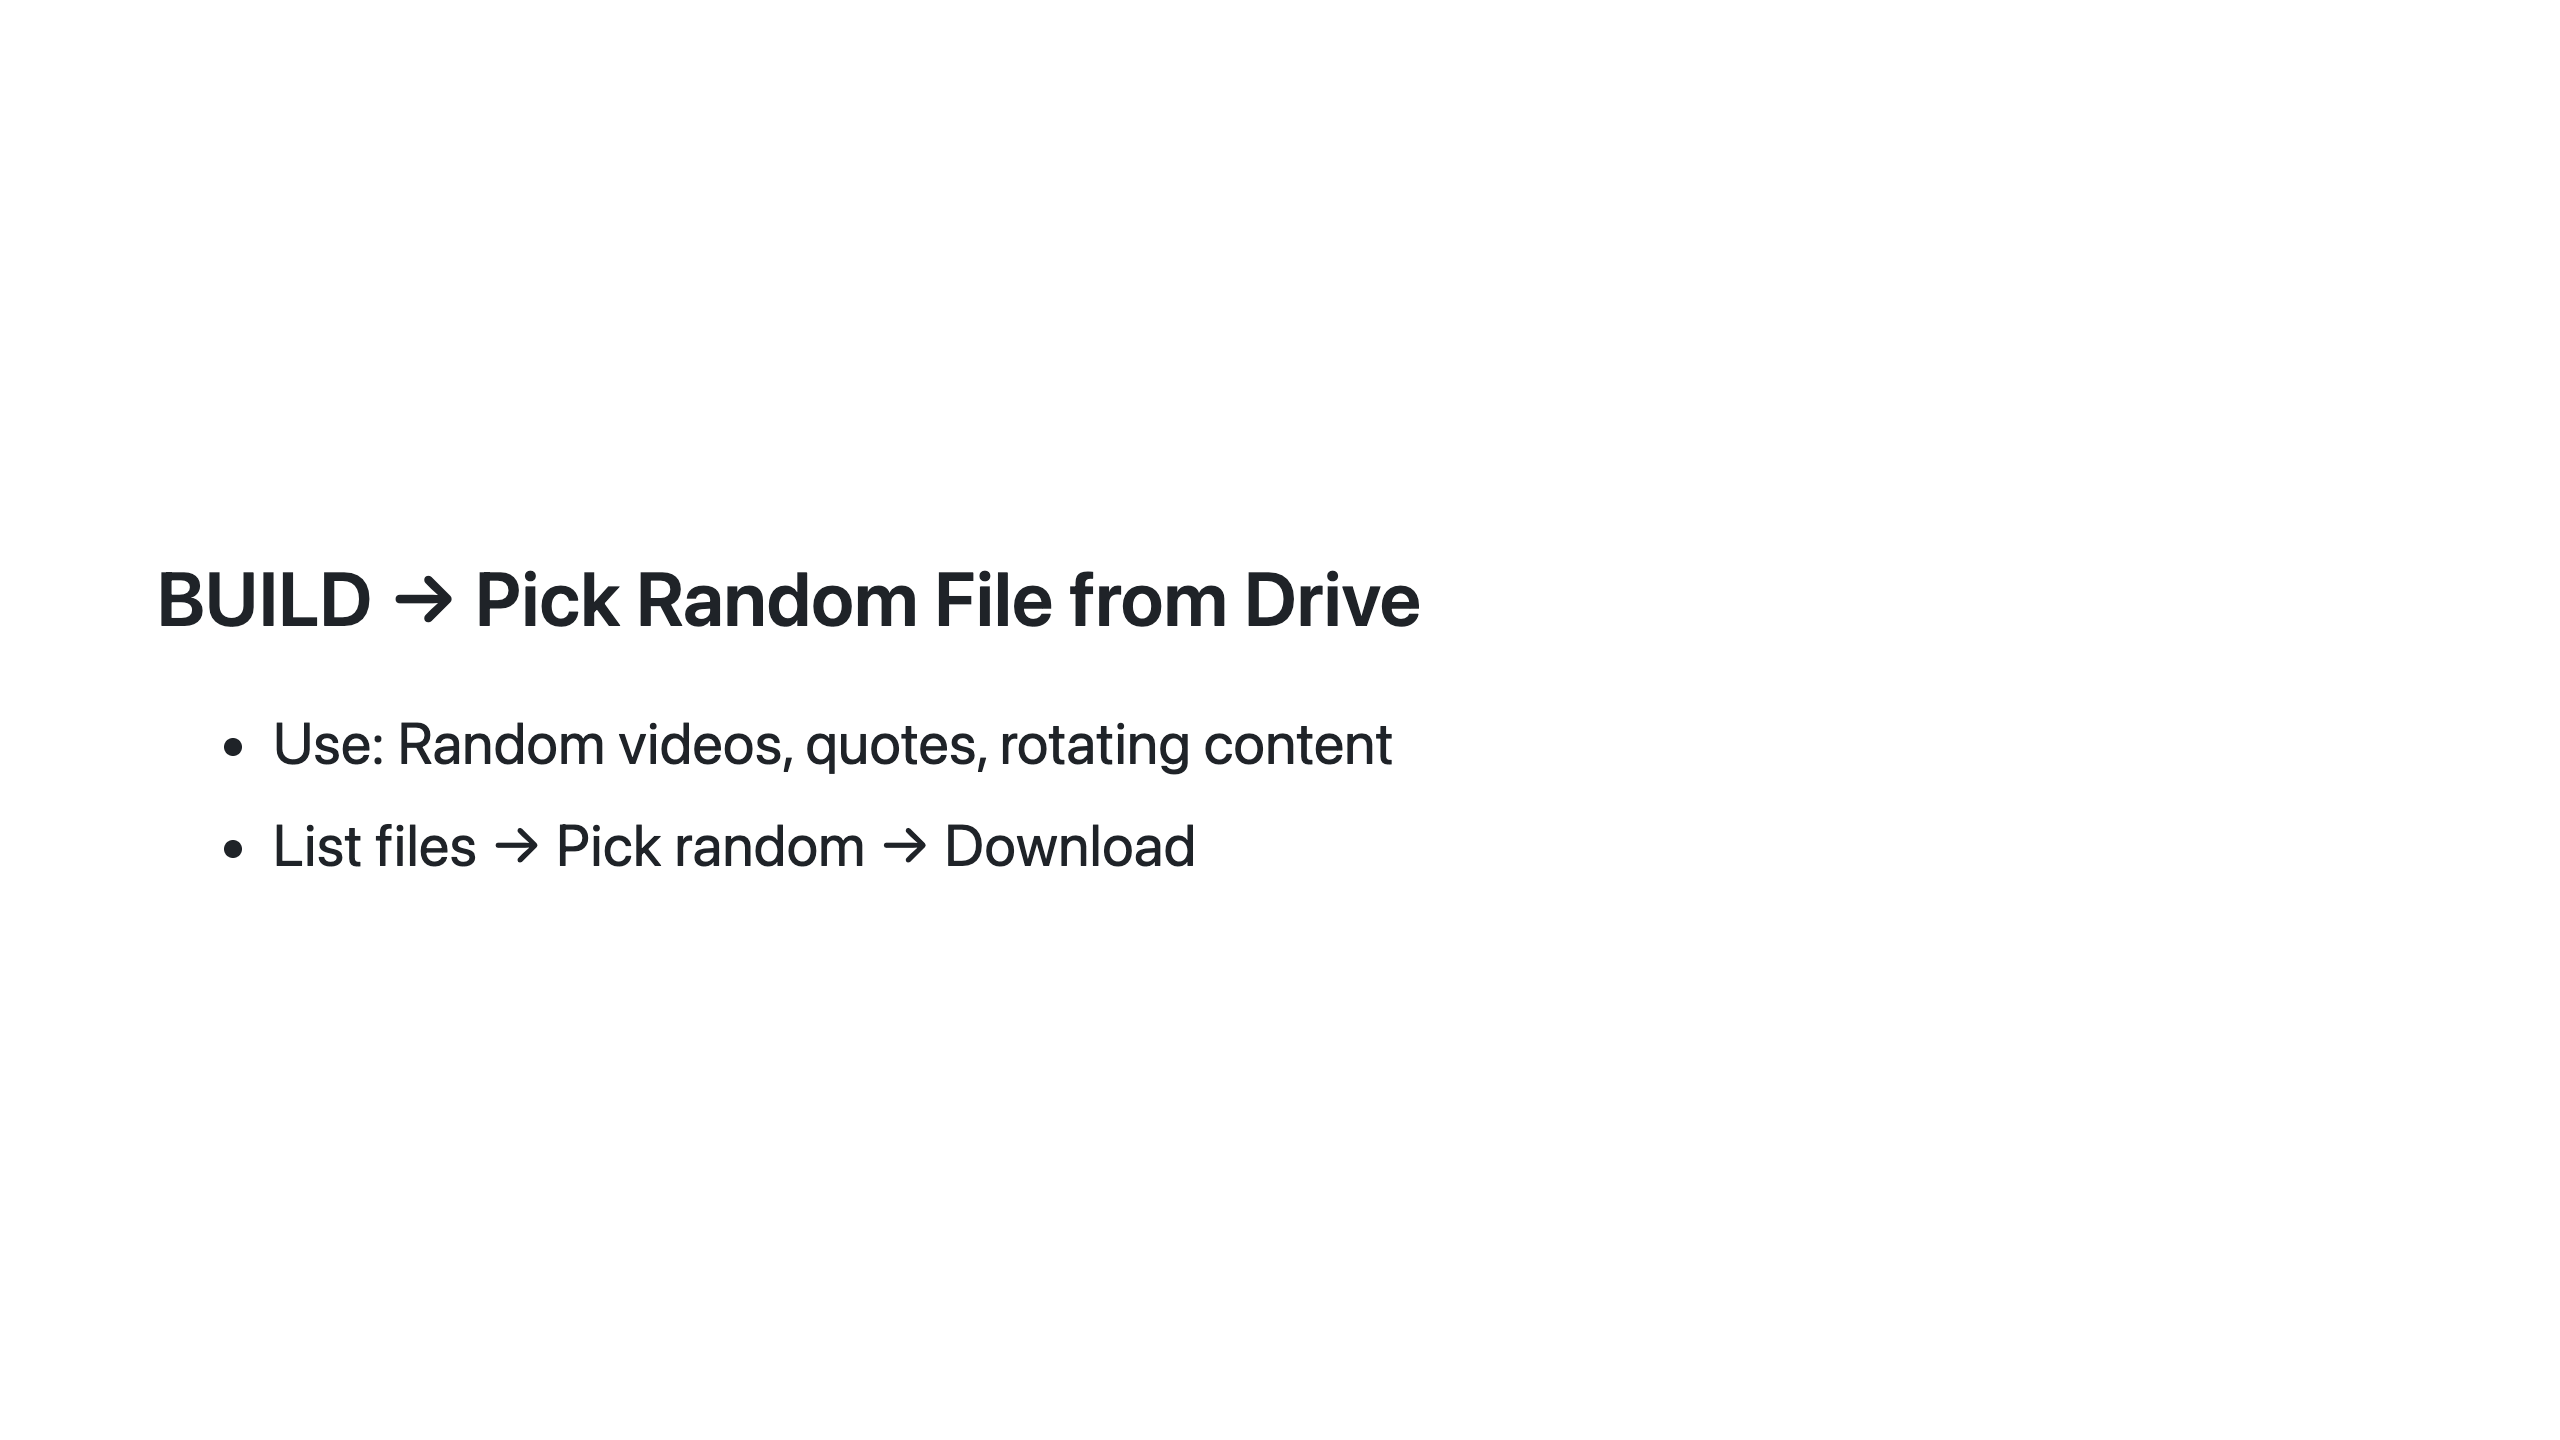 BUILD → Pick Random File from Drive
• Use: Random videos, quotes, rotating content
• List files → Pick random → Download